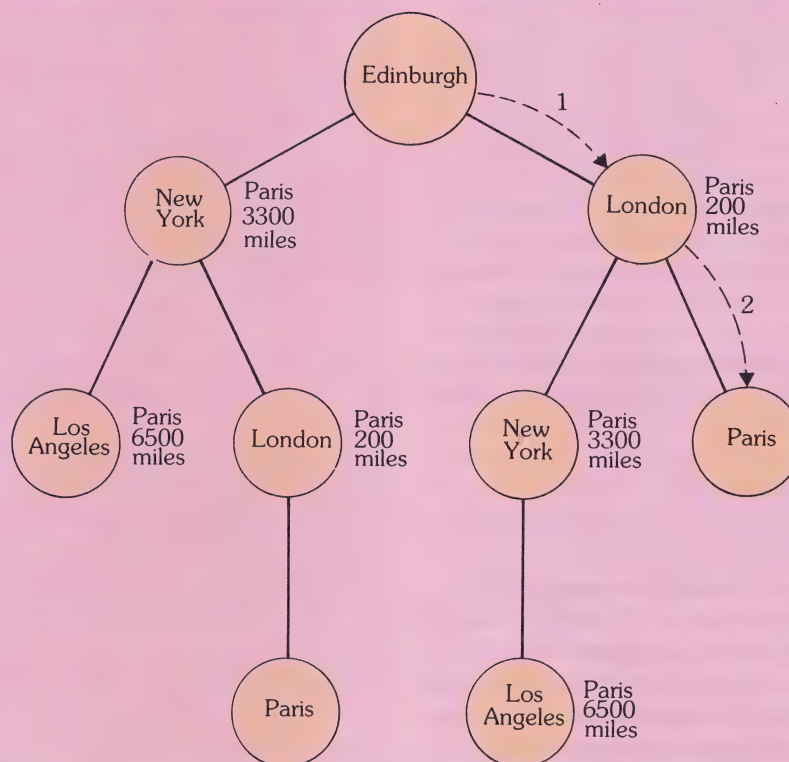 Edinburgh
1
New
York
Paris
3300
miles
London
Paris
200
miles
2
Los
Angeles
Paris
6500
miles
London
Paris
200
miles
New
York
Paris
3300
miles
Paris
Paris
Los
Angeles
Paris
6500
miles